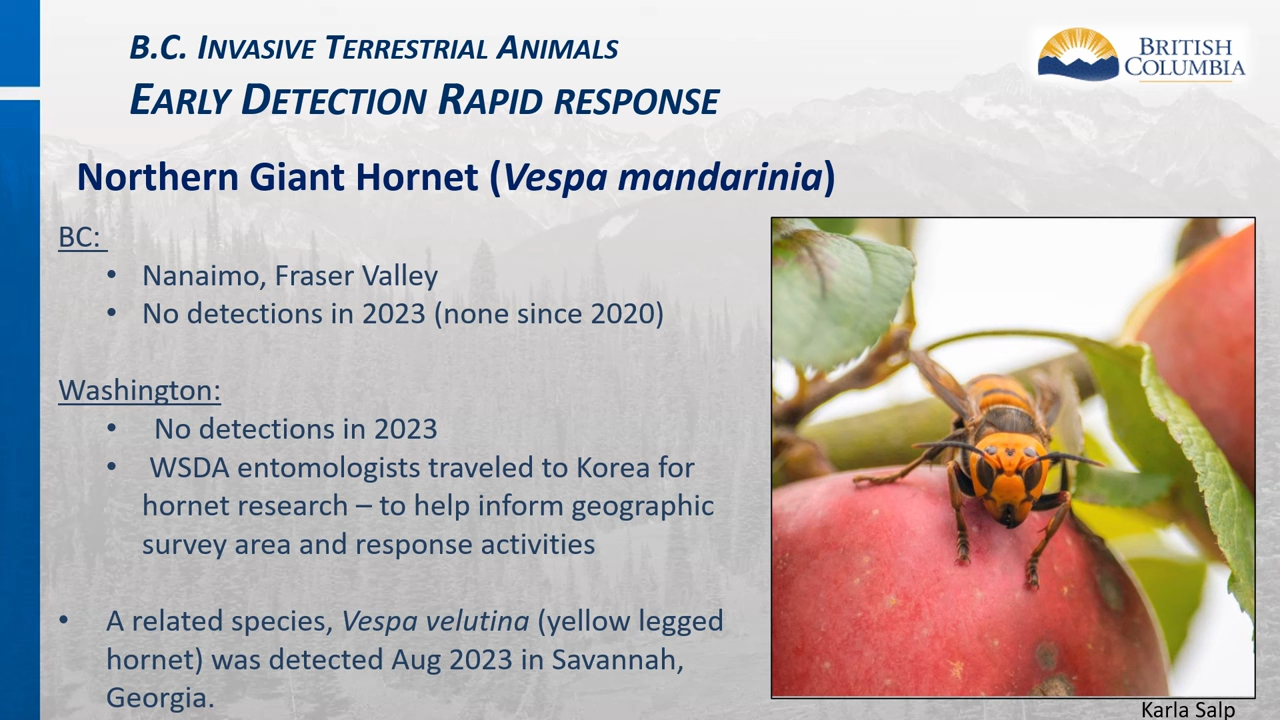 B.C. INVASIVE TERRESTRIAL ANIMALS
EARLY DETECTION RAPID RESPONSE
BRITISH
COLUMBIA
Northern Giant Hornet (Vespa mandarinia)
BC:
• Nanaimo, Fraser Valley
• No detections in 2023 (none since 2020)
Washington:
• No detections in 2023
• WSDA entomologists traveled to Korea for
hornet research – to help inform geographic
survey area and response activities
• A related species, Vespa velutina (yellow legged
hornet) was detected Aug 2023 in Savannah,
Georgia.
Karla Salp